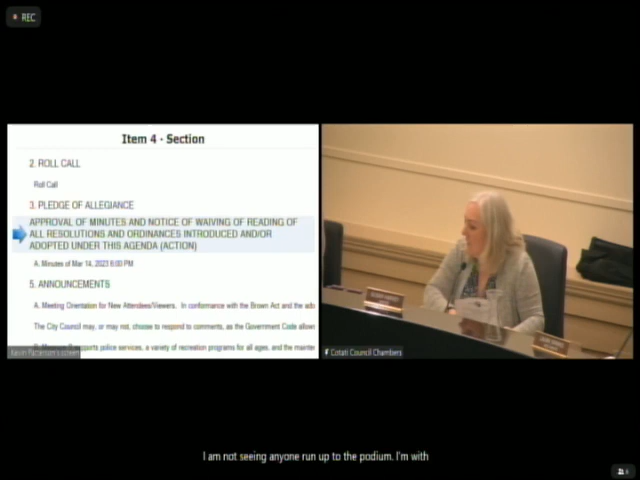 REC
Item 4 · Section
2. ROLL CALL
Roll Call
3. PLEDGE OF ALLEGIANCE
APPROVAL OF MINUTES AND NOTICE OF WAIVING OF READING OF
ALL RESOLUTIONS AND ORDINANCES INTRODUCED AND/OR
ADOPTED UNDER THIS AGENDA (ACTION)
A. Minutes of Mar 14, 2023 6:00 PM
5. ANNOUNCEMENTS
A. Meeting Orientation for New Attendees/Viewers. In conformance with the Brown Act and the ado
The City Council may, or may not, choose to respond to comments, as the Government Code allows
supports police services, a variety of recreation programs for all ages, and the mainte
screen
Cotati Council Chambers
I am not seeing anyone run up to the podium. I'm with